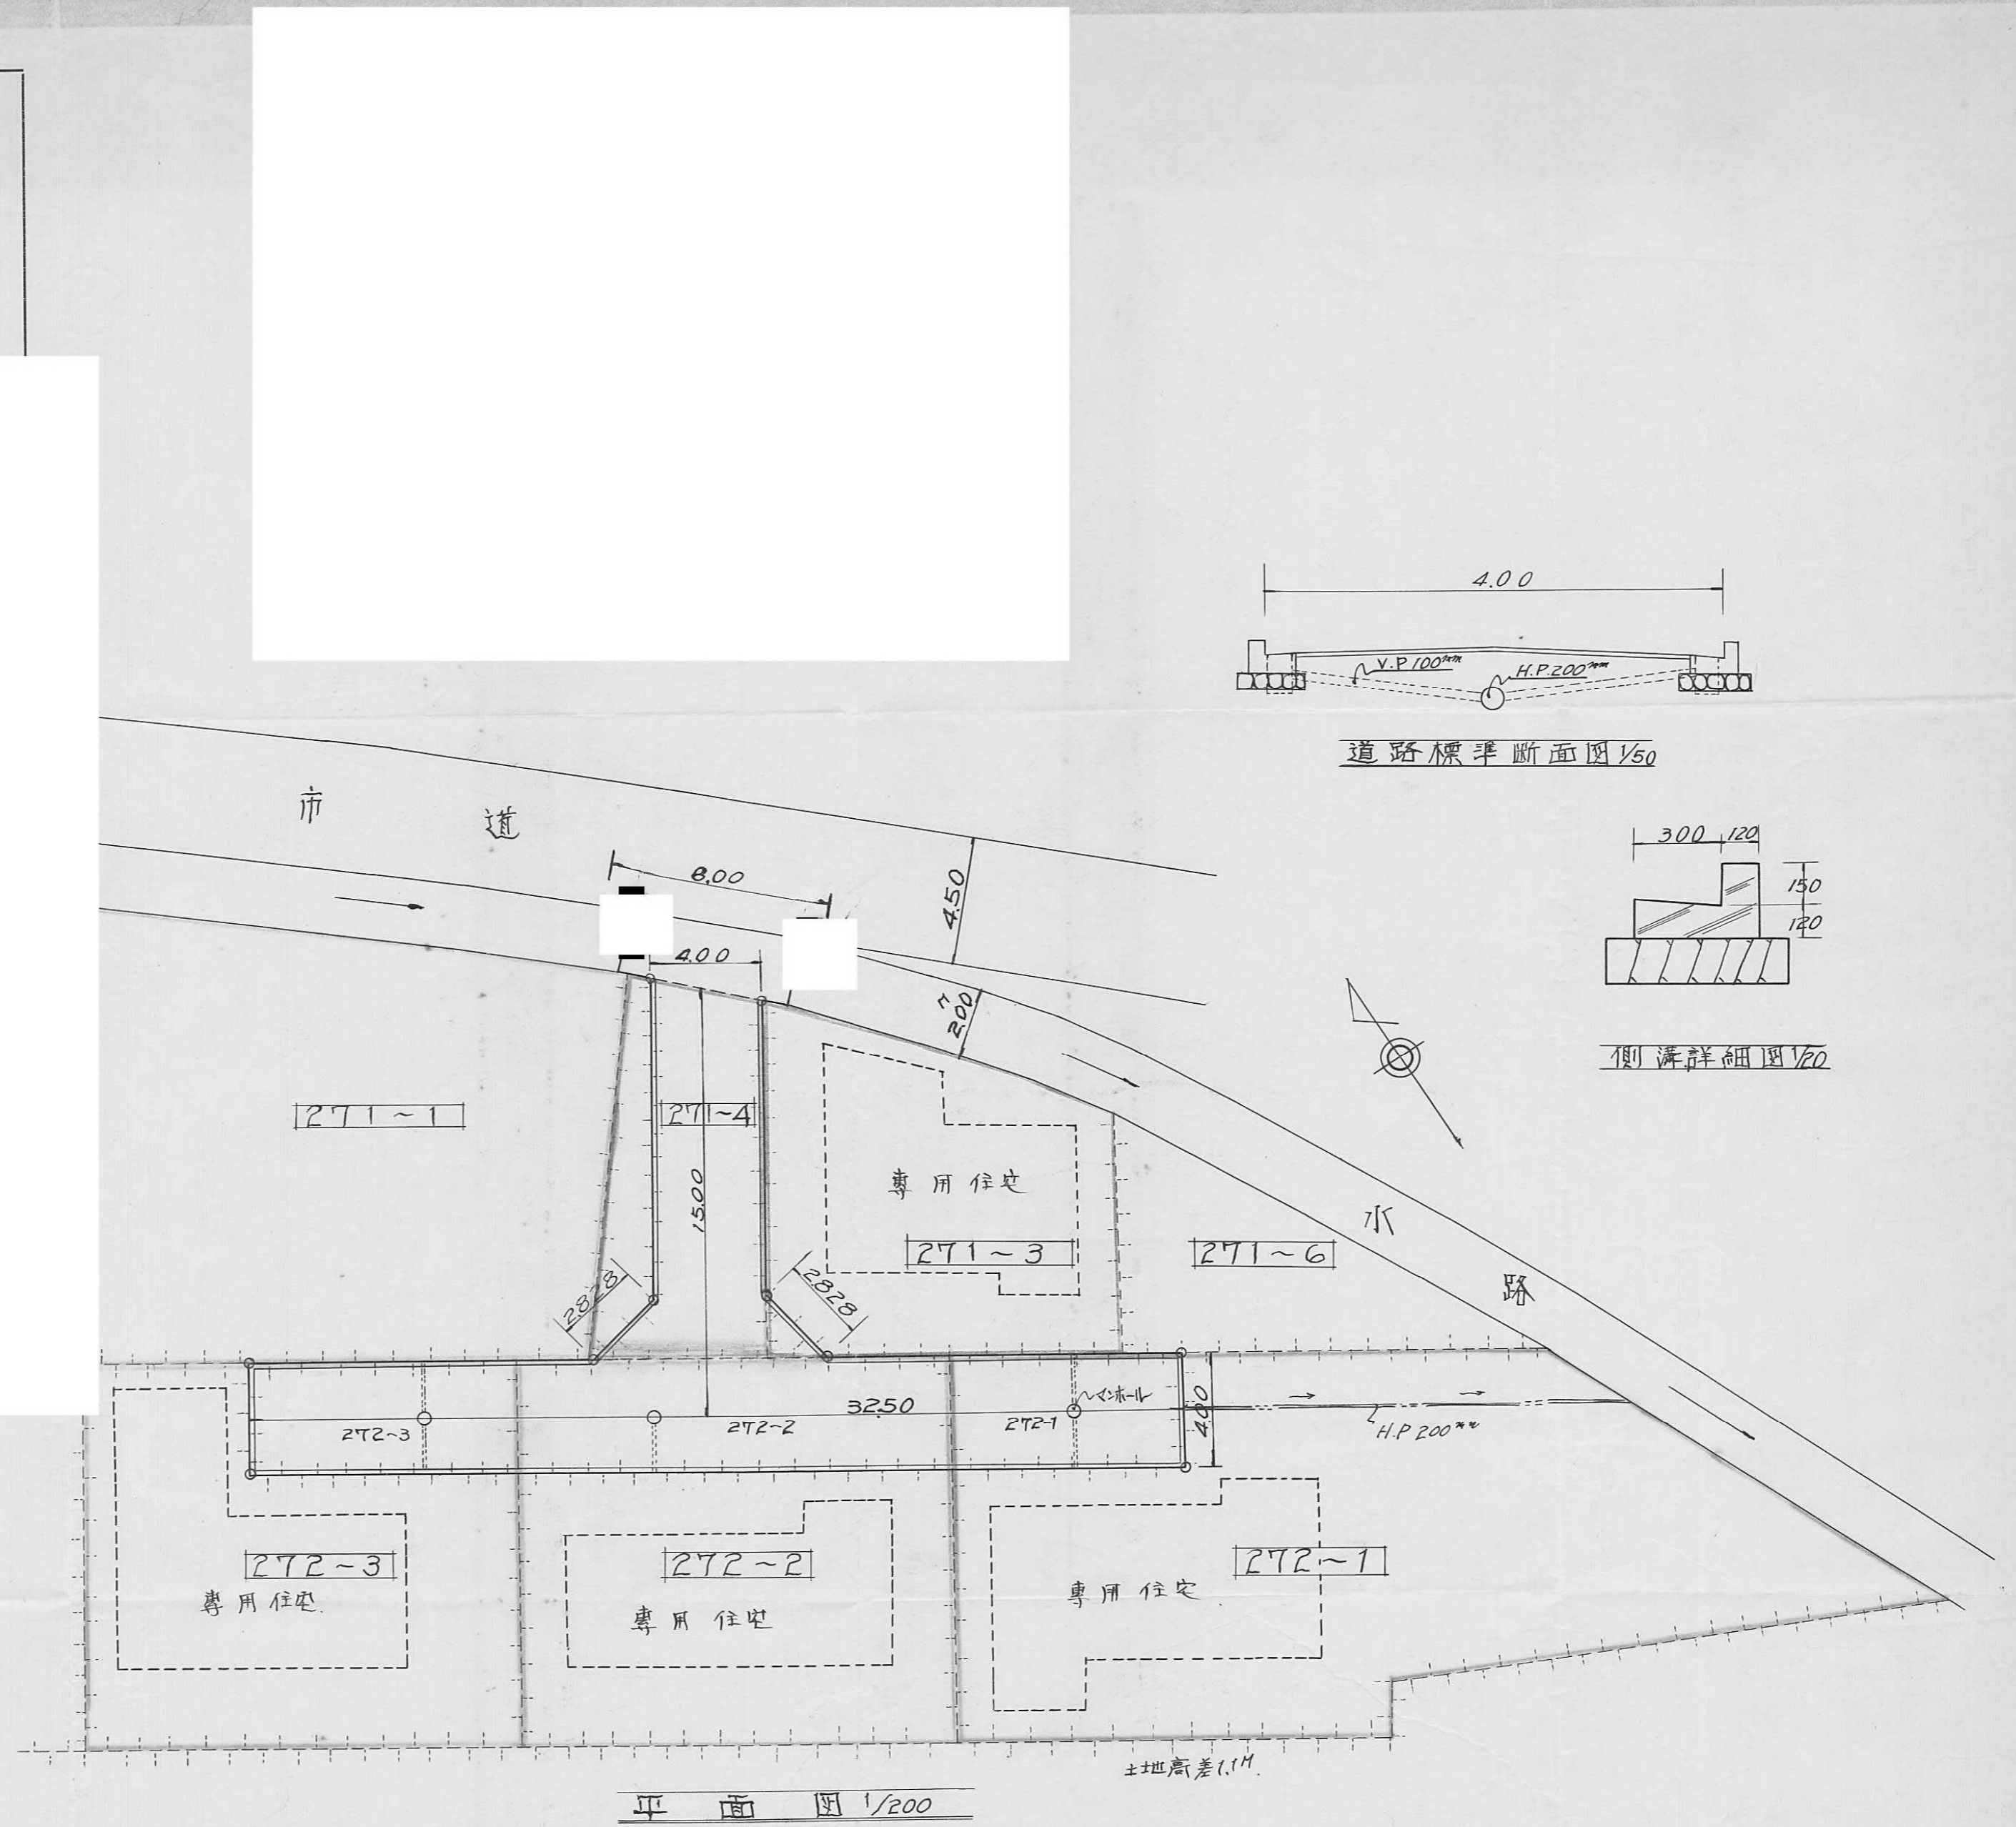 4.00
V.P 100mm
H.P 200mm
道路標準断面図 1/50
市道
8.00
4.50
300 120
150
120
側溝詳細図 1/20
4.00
2.00
271~1
271~4
15.00
専用住宅
271~3
271~6
水路
2.828
2.828
マンホール
32.50
4.00
272~3
272~2
272-1
H.P 200mm
272~3
専用住宅
272~2
専用住宅
272~1
専用住宅
土地高差1.1M
平面図 1/200